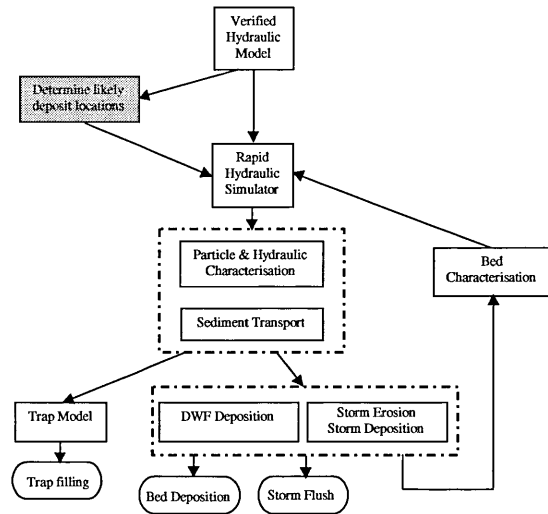 Verified
Hydraulic
Model
Determine likely
deposit locations
Rapid
Hydraulic
Simulator
Particle & Hydraulic
Characterisation
Bed
Characterisation
Sediment Transport
Trap Model
DWF Deposition
Storm Erosion
Storm Deposition
Trap filling
Bed Deposition
Storm Flush